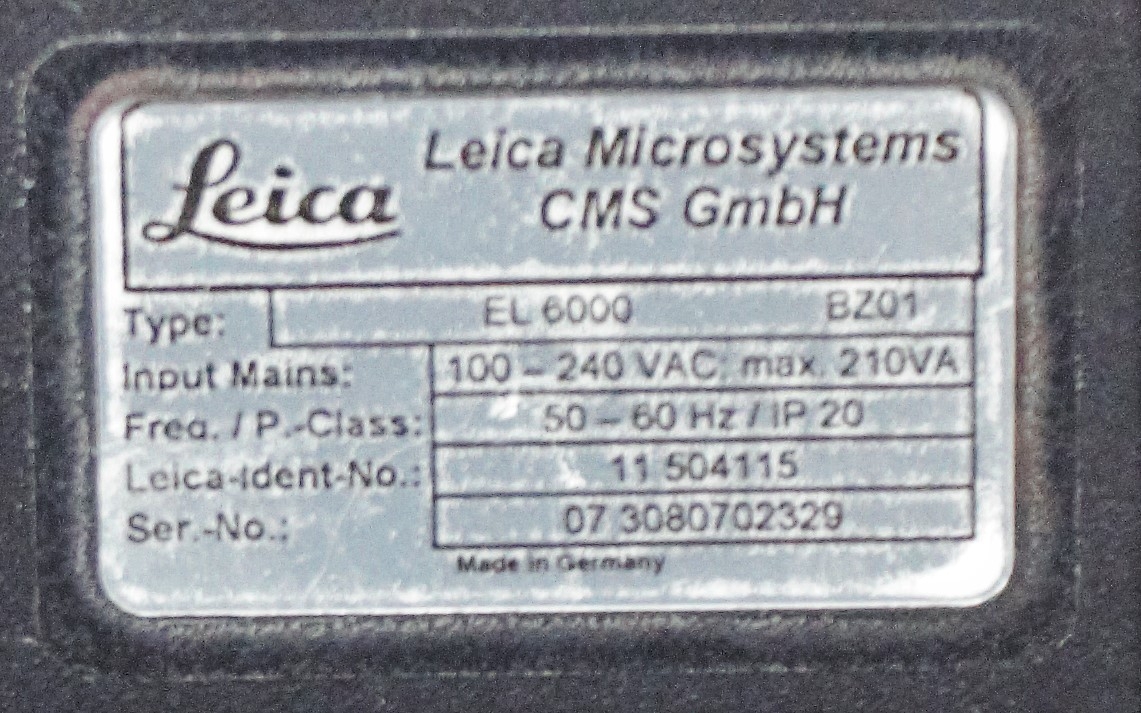 Leica
Leica Microsystems
CMS GmbH
Type: EL 6000 BZ01
Input Mains: 100 – 240 VAC, max. 210VA
Freq. / P.-Class: 50 – 60 Hz / IP 20
Leica-Ident-No.: 11 504115
Ser.-No.: 07 3080702329
Made in Germany